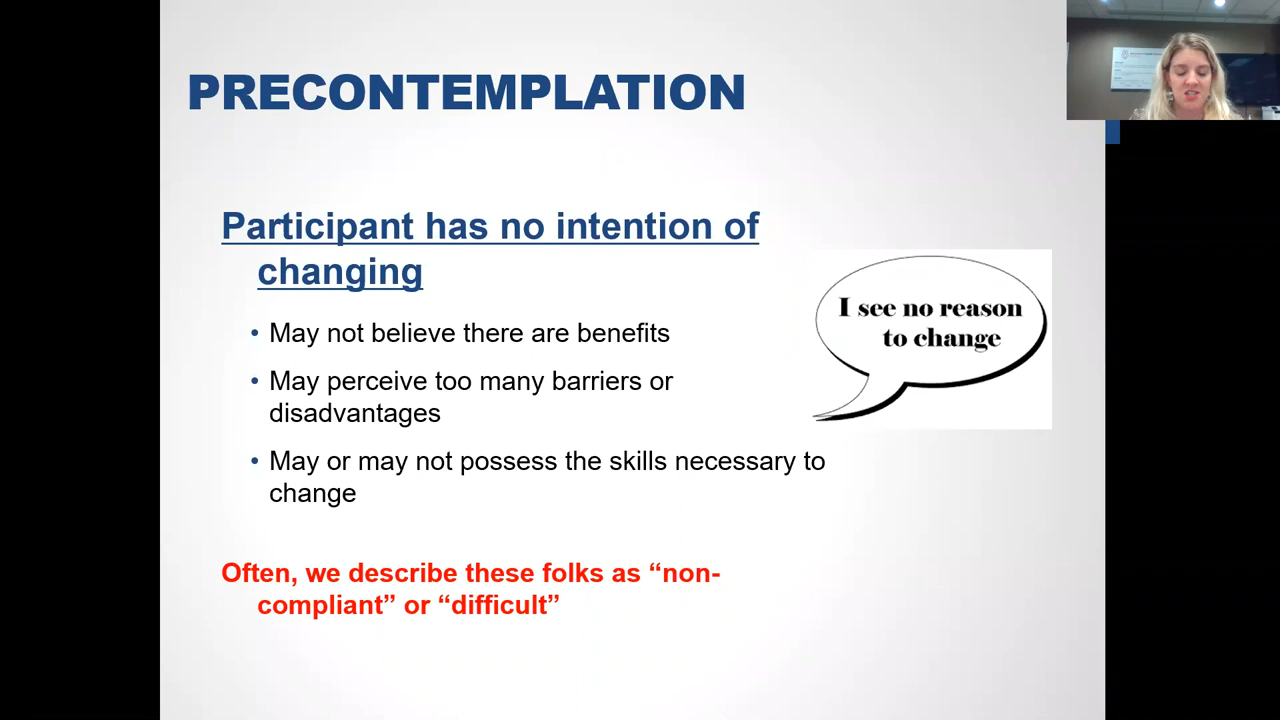 PRECONTEMPLATION
Participant has no intention of
changing
• May not believe there are benefits
• May perceive too many barriers or
disadvantages
• May or may not possess the skills necessary to
change
I see no reason
to change
Often, we describe these folks as “non-
compliant” or “difficult”